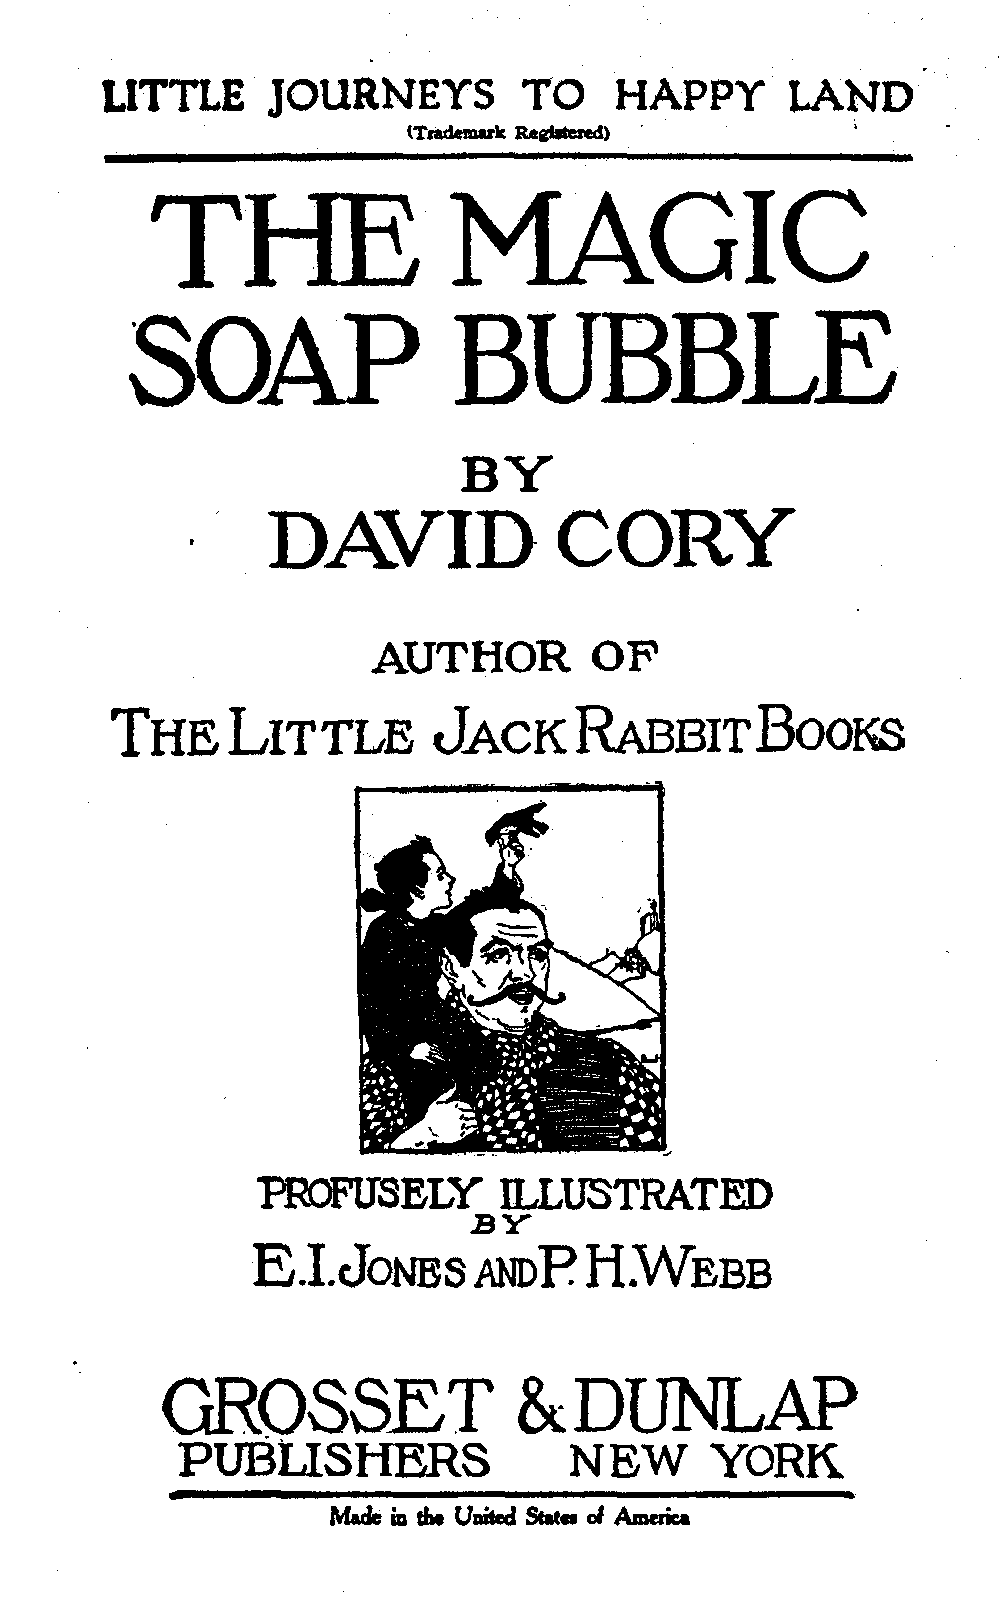 LITTLE JOURNEYS TO HAPPY LAND
(Trademark Registered)
THE MAGIC
SOAP BUBBLE
BY
DAVID CORY
AUTHOR OF
THE LITTLE JACK RABBIT BOOKS
PROFUSELY ILLUSTRATED
BY
E.I. JONES AND P.H. WEBB
GROSSET & DUNLAP
PUBLISHERS NEW YORK
Made in the United States of America